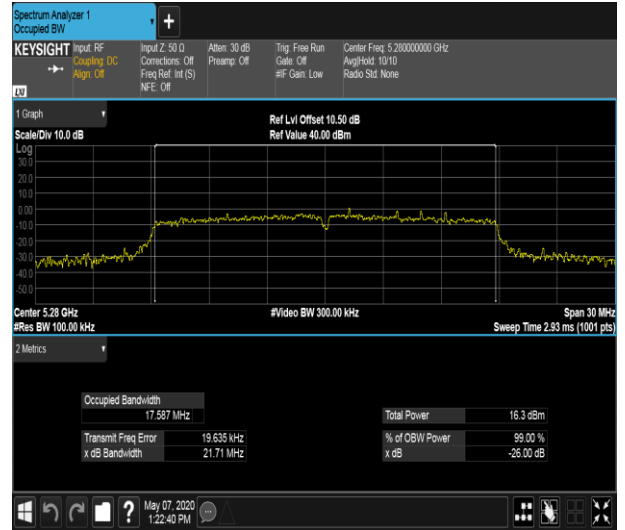 Spectrum Analyzer 1
Occupied BW
KEYSIGHT
LXI
Input: RF
Coupling: DC
Align: Off
Input Z: 50 Ω
Corrections: Off
Freq Ref: Int (S)
NFE: Off
Atten: 30 dB
Preamp: Off
Trig: Free Run
Gate: Off
#IF Gain: Low
Center Freq: 5.280000000 GHz
Avg|Hold: 10/10
Radio Std: None
1 Graph
Scale/Div 10.0 dB
Ref Lvl Offset 10.50 dB
Ref Value 40.00 dBm
Log
30.0
20.0
10.0
0.00
-10.0
-20.0
-30.0
-40.0
-50.0
Center 5.28 GHz
#Res BW 100.00 kHz
#Video BW 300.00 kHz
Span 30 MHz
Sweep Time 2.93 ms (1001 pts)
2 Metrics
Occupied Bandwidth
17.587 MHz
Transmit Freq Error 19.635 kHz
x dB Bandwidth 21.71 MHz
Total Power 16.3 dBm
% of OBW Power 99.00 %
x dB -26.00 dB
?
May 07, 2020
1:22:40 PM